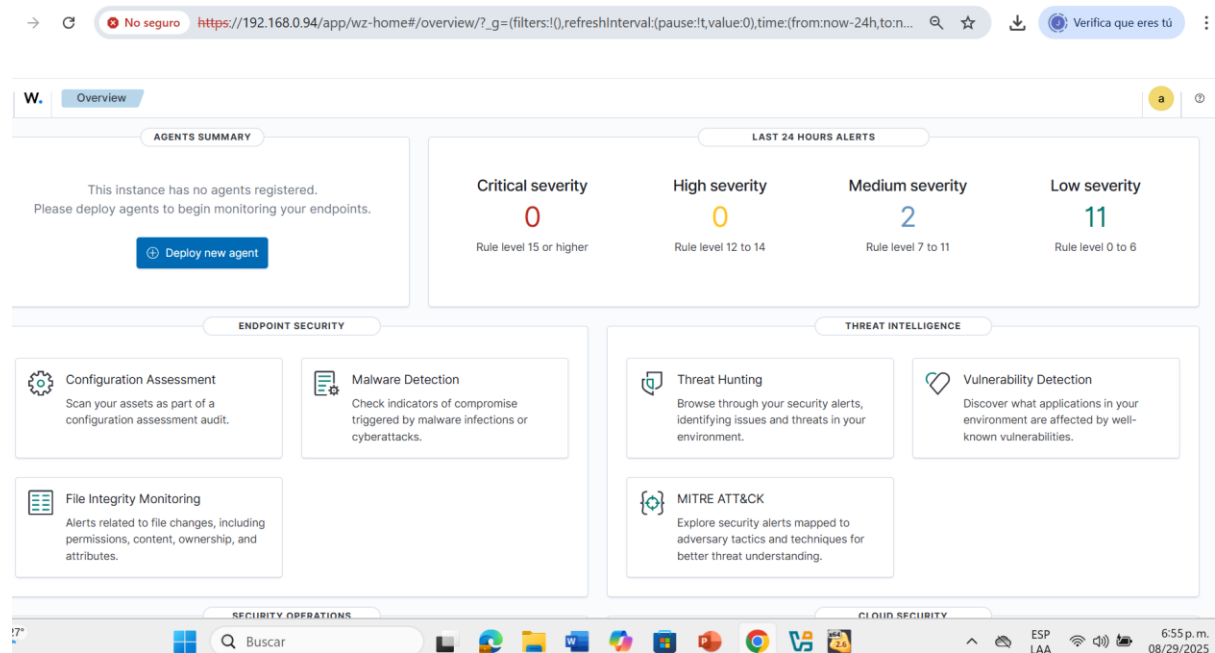 No seguro https://192.168.0.94/app/wz-home#/overview/?_g=(filters:!(),refreshInterval:(pause:!t,value:0),time:(from:now-24h,to:n...
Verifica que eres tú
W. Overview
a
AGENTS SUMMARY
This instance has no agents registered.
Please deploy agents to begin monitoring your endpoints.
Deploy new agent
LAST 24 HOURS ALERTS
Critical severity
0
Rule level 15 or higher
High severity
0
Rule level 12 to 14
Medium severity
2
Rule level 7 to 11
Low severity
11
Rule level 0 to 6
ENDPOINT SECURITY
Configuration Assessment
Scan your assets as part of a
configuration assessment audit.
Malware Detection
Check indicators of compromise
triggered by malware infections or
cyberattacks.
File Integrity Monitoring
Alerts related to file changes, including
permissions, content, ownership, and
attributes.
THREAT INTELLIGENCE
Threat Hunting
Browse through your security alerts,
identifying issues and threats in your
environment.
Vulnerability Detection
Discover what applications in your
environment are affected by well-
known vulnerabilities.
MITRE ATT&CK
Explore security alerts mapped to
adversary tactics and techniques for
better threat understanding.
SECURITY OPERATIONS
CLOUD SECURITY
Buscar
ESP
LAA
6:55 p. m.
08/29/2025